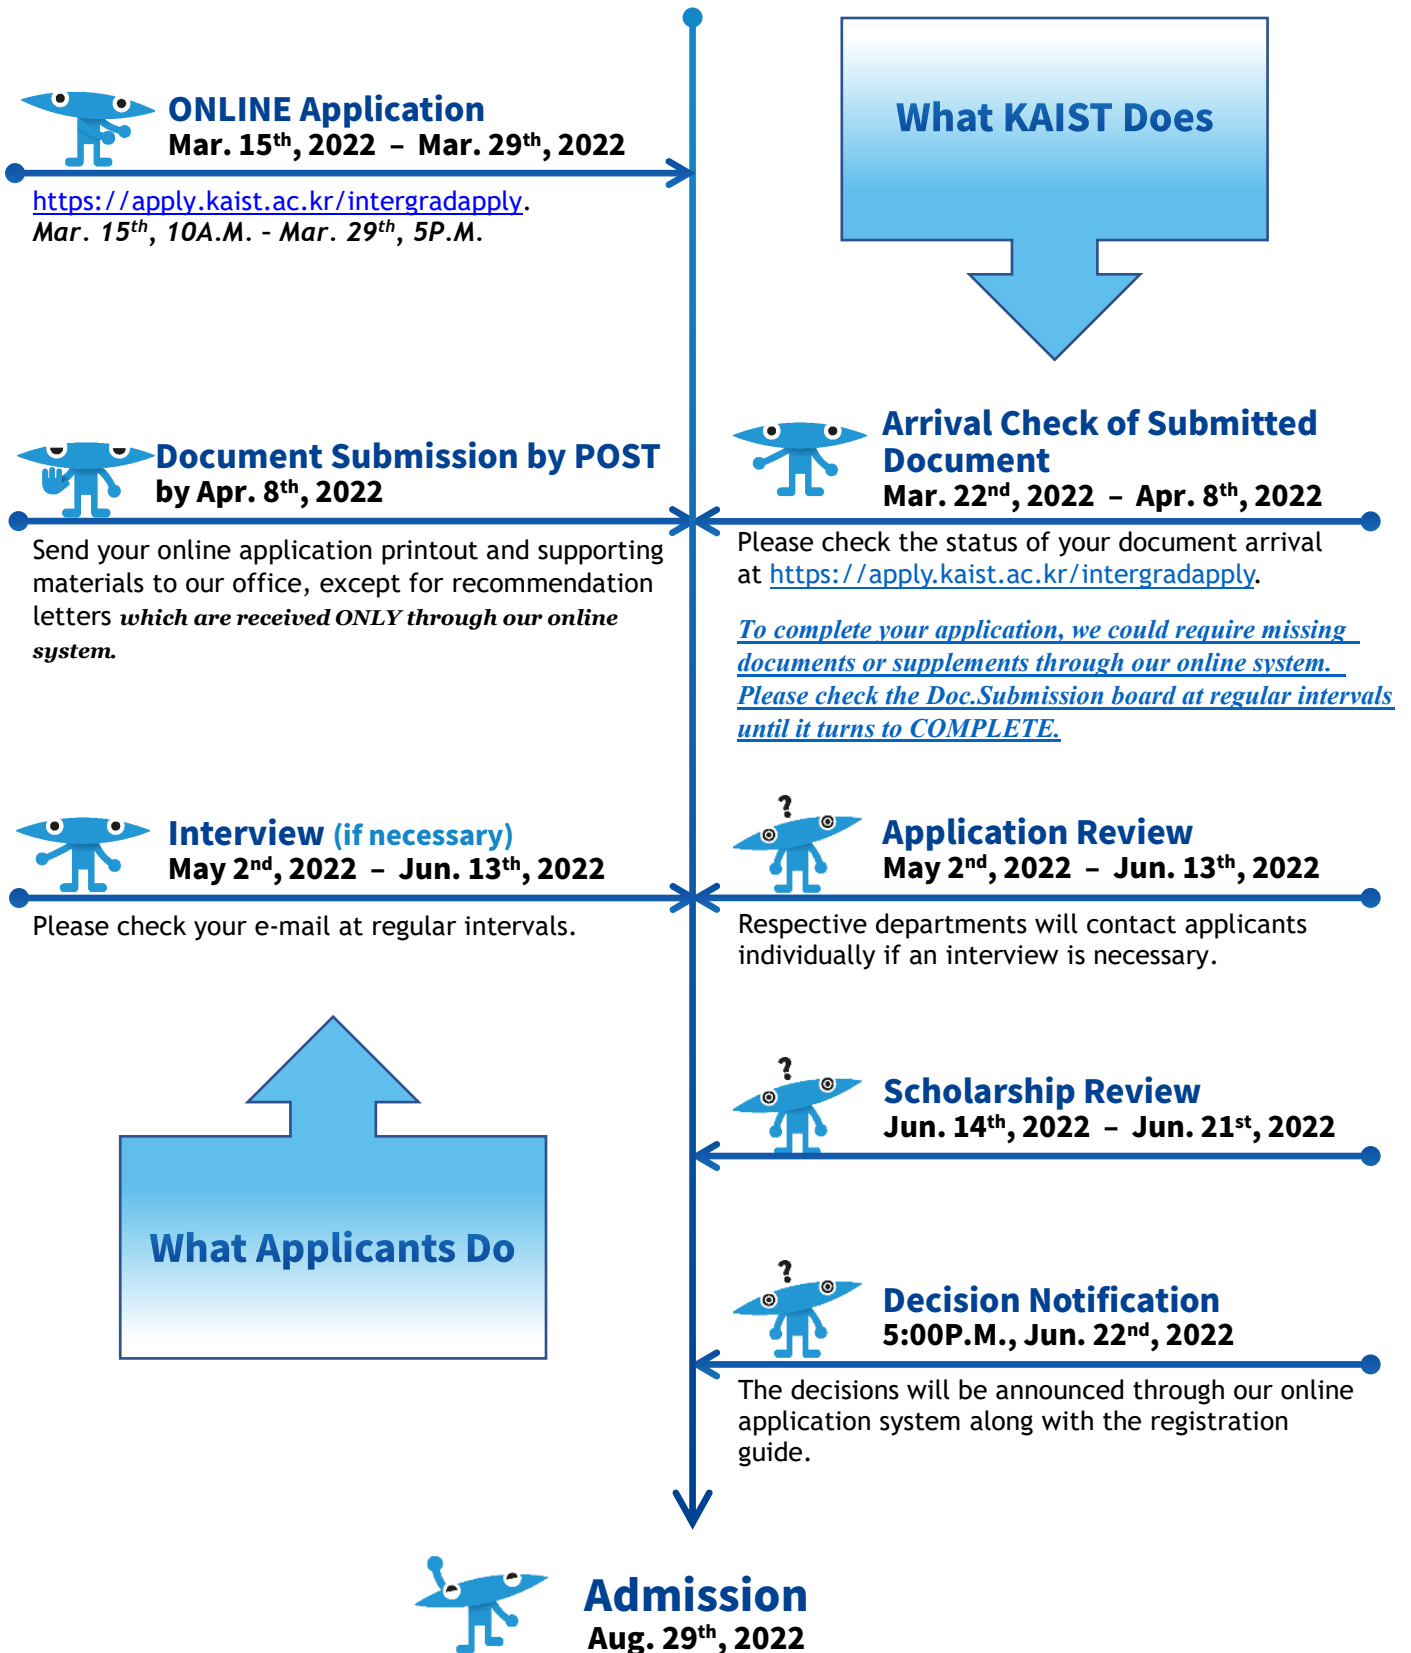 What KAIST Does
ONLINE Application
Mar. 15th, 2022 – Mar. 29th, 2022
https://apply.kaist.ac.kr/intergradapply.
Mar. 15th, 10A.M. – Mar. 29th, 5P.M.
Document Submission by POST
by Apr. 8th, 2022
Send your online application printout and supporting
materials to our office, except for recommendation
letters which are received ONLY through our online
system.
Arrival Check of Submitted
Document
Mar. 22nd, 2022 – Apr. 8th, 2022
Please check the status of your document arrival
at https://apply.kaist.ac.kr/intergradapply.
To complete your application, we could require missing
documents or supplements through our online system.
Please check the Doc.Submission board at regular intervals
until it turns to COMPLETE.
Interview (if necessary)
May 2nd, 2022 – Jun. 13th, 2022
Please check your e-mail at regular intervals.
?
Application Review
May 2nd, 2022 – Jun. 13th, 2022
Respective departments will contact applicants
individually if an interview is necessary.
What Applicants Do
?
Scholarship Review
Jun. 14th, 2022 – Jun. 21st, 2022
?
Decision Notification
5:00P.M., Jun. 22nd, 2022
The decisions will be announced through our online
application system along with the registration
guide.
Admission
Aug. 29th, 2022